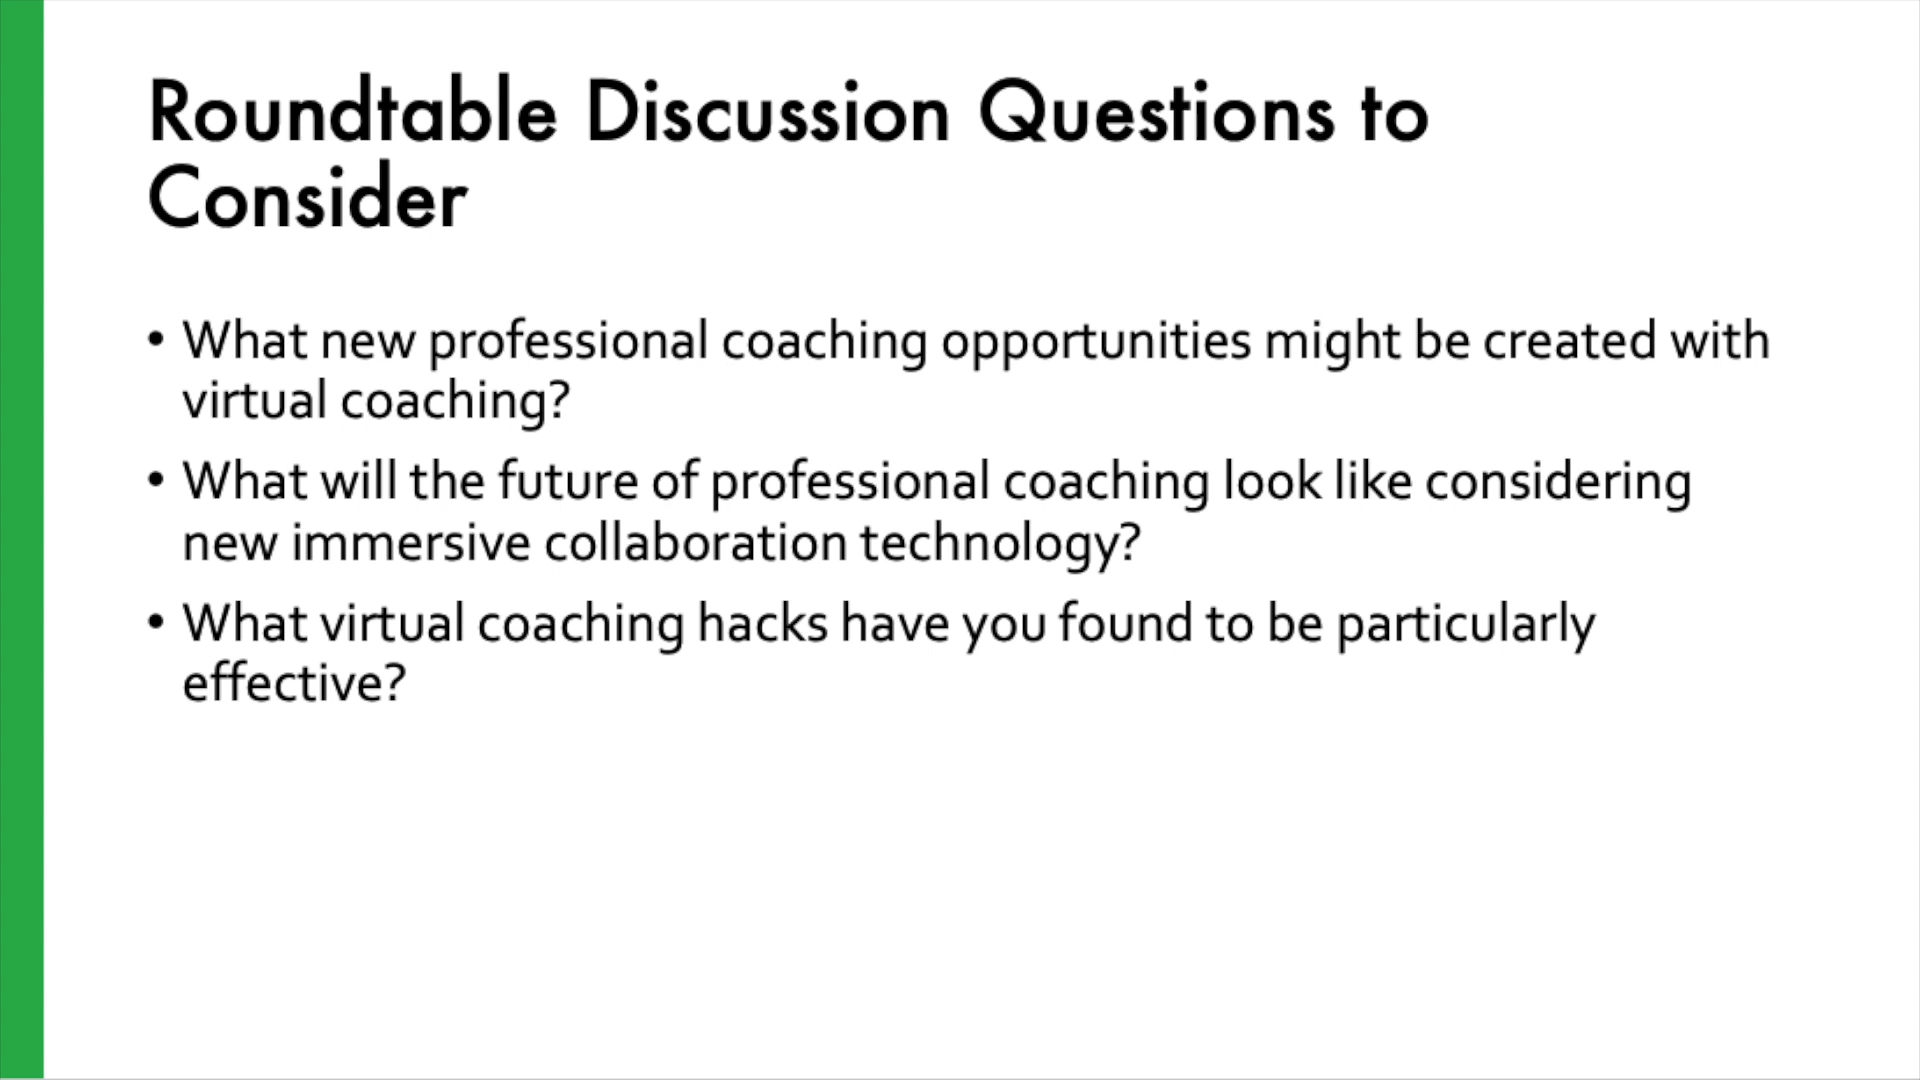 Roundtable Discussion Questions to
Consider
• What new professional coaching opportunities might be created with
virtual coaching?
• What will the future of professional coaching look like considering
new immersive collaboration technology?
• What virtual coaching hacks have you found to be particularly
effective?